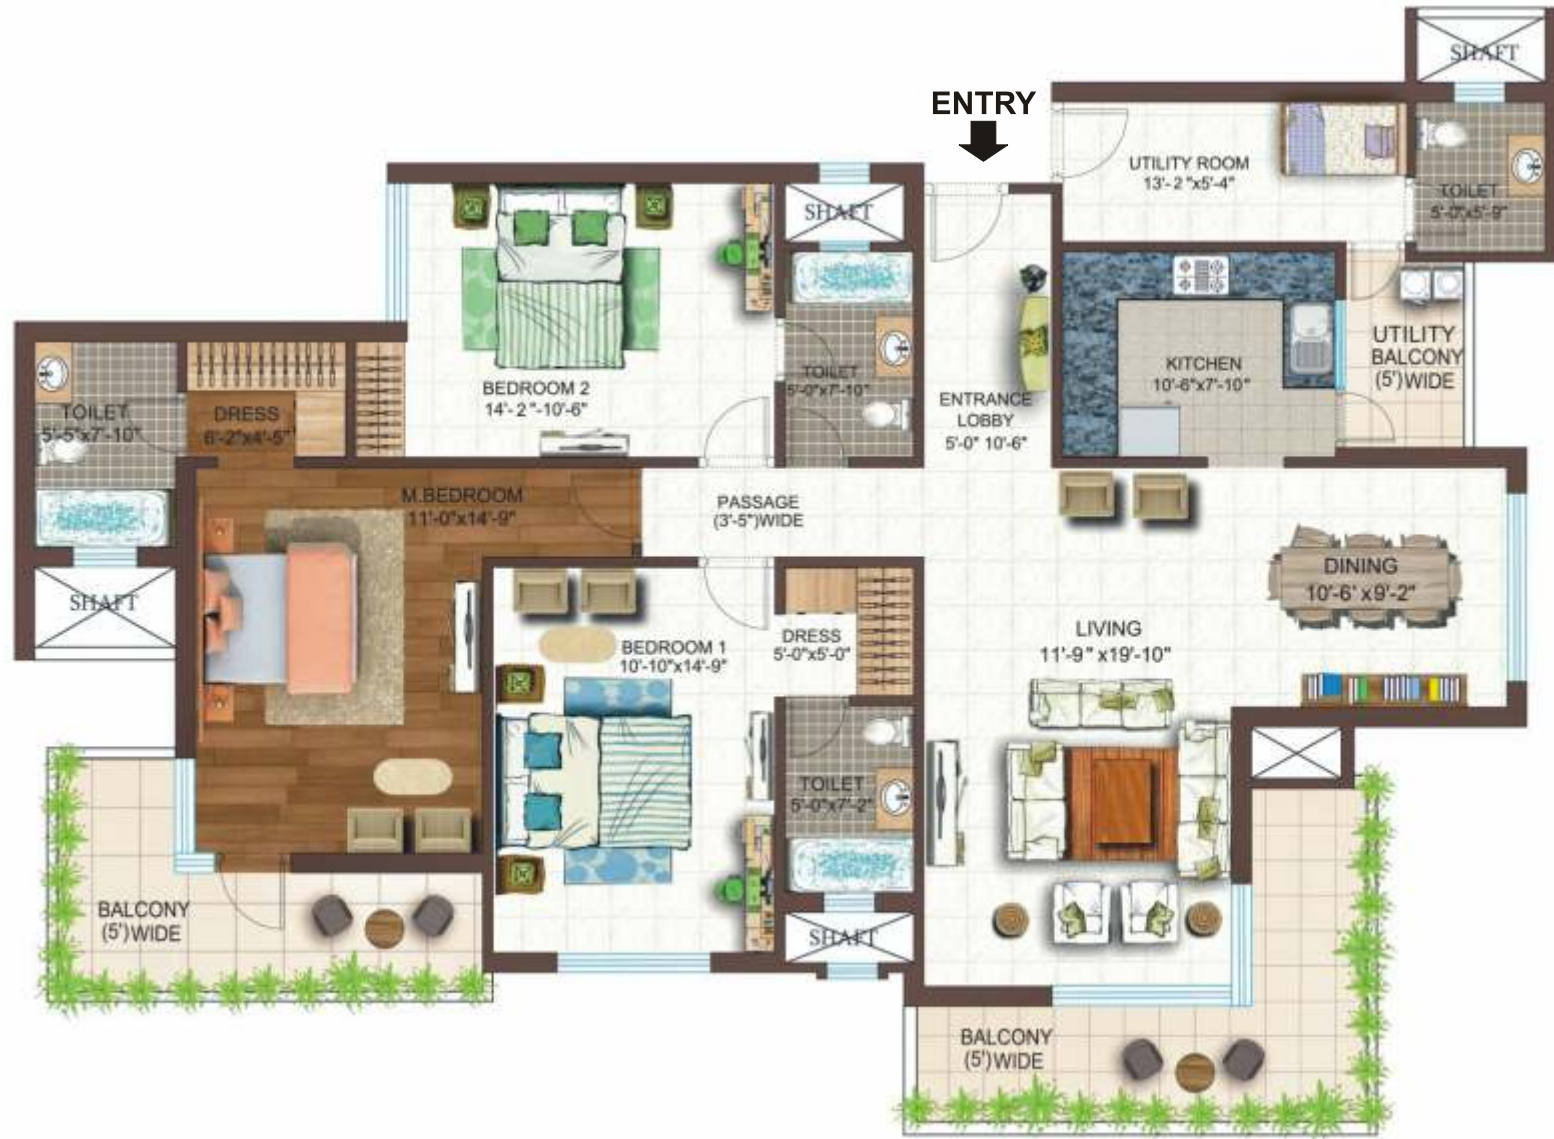 SHAFT
ENTRY
UTILITY ROOM
13'- 2 "x5'-4"
TOILET
5'-0"x5'-9"
SHAFT
BEDROOM 2
14'- 2 "-10'-6"
TOILET
5'-0"x7'-10"
ENTRANCE
LOBBY
5'-0" 10'-6"
KITCHEN
10'-6"x7'-10"
UTILITY
BALCONY
(5')WIDE
TOILET
5'-5"x7'-10"
DRESS
6'-2"x4'-5"
M.BEDROOM
11'-0"x14'-9"
PASSAGE
(3'-5")WIDE
SHAFT
DINING
10'-6' x9'-2"
BEDROOM 1
10'-10"x14'-9"
DRESS
5'-0"x5'-0"
LIVING
11'-9 " x19'-10"
TOILET
5'-0"x7'-2"
BALCONY
(5')WIDE
SHAFT
BALCONY
(5')WIDE